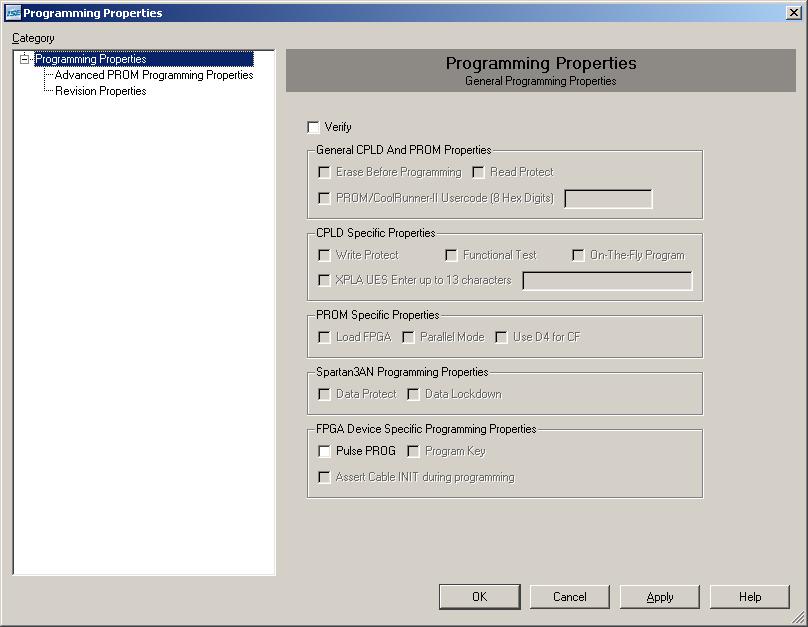 ISE Programming Properties
Category
Programming Properties
Advanced PROM Programming Properties
Revision Properties
Programming Properties
General Programming Properties
Verify
General CPLD And PROM Properties
Erase Before Programming Read Protect
PROM/CoolRunner-II Usercode (8 Hex Digits)
CPLD Specific Properties
Write Protect Functional Test On-The-Fly Program
XPLA UES Enter up to 13 characters
PROM Specific Properties
Load FPGA Parallel Mode Use D4 for CF
Spartan3AN Programming Properties
Data Protect Data Lockdown
FPGA Device Specific Programming Properties
Pulse PROG Program Key
Assert Cable INIT during programming
OK Cancel Apply Help